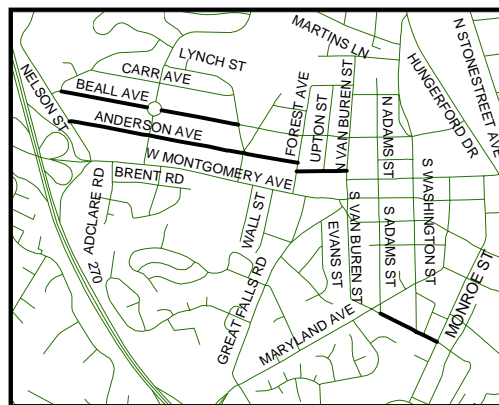 MARTINS LN
N STONESTREET AVE
LYNCH ST
HUNGERFORD DR
CARR AVE
NELSON ST
BEALL AVE
FOREST AVE
UPTON ST
N VAN BUREN ST
N ADAMS ST
ANDERSON AVE
W MONTGOMERY AVE
BRENT RD
ADCLARE RD
S WASHINGTON ST
WALL ST
EVANS ST
S VAN BUREN ST
S ADAMS ST
270
GREAT FALLS RD
MARYLAND AVE
MONROE ST